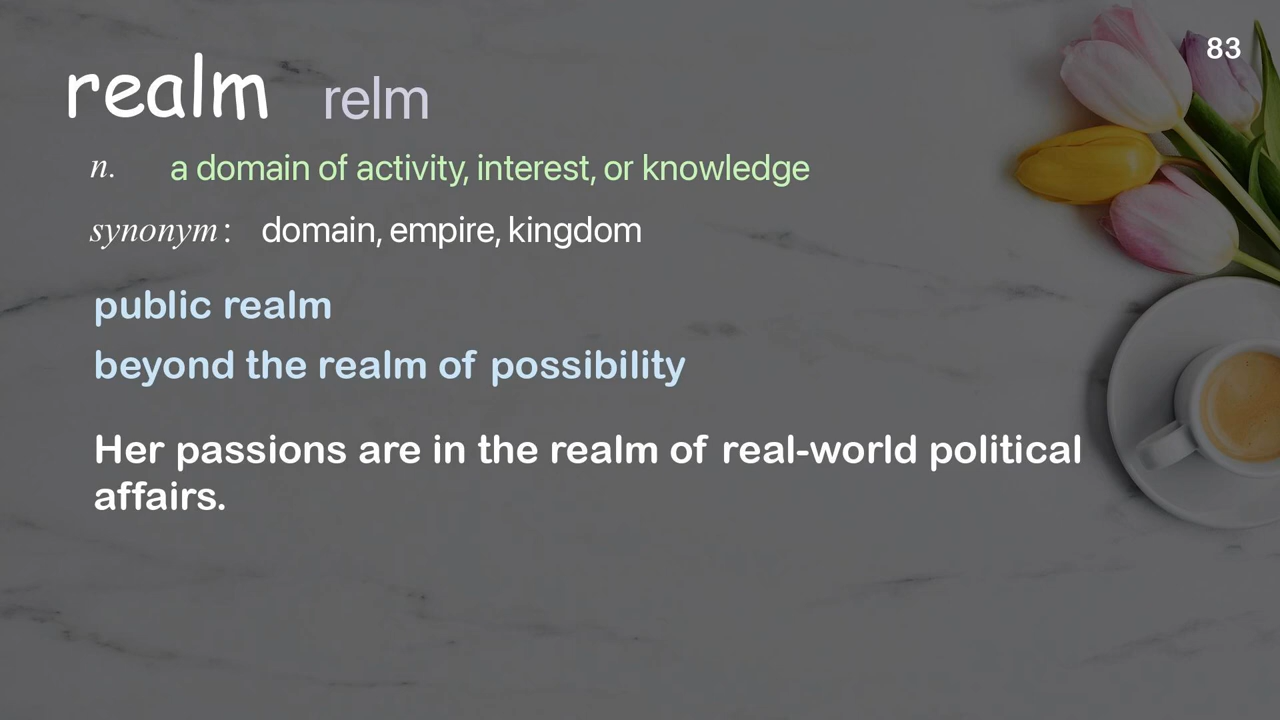 83
realm relm
n. a domain of activity, interest, or knowledge
synonym: domain, empire, kingdom
public realm
beyond the realm of possibility
Her passions are in the realm of real-world political
affairs.